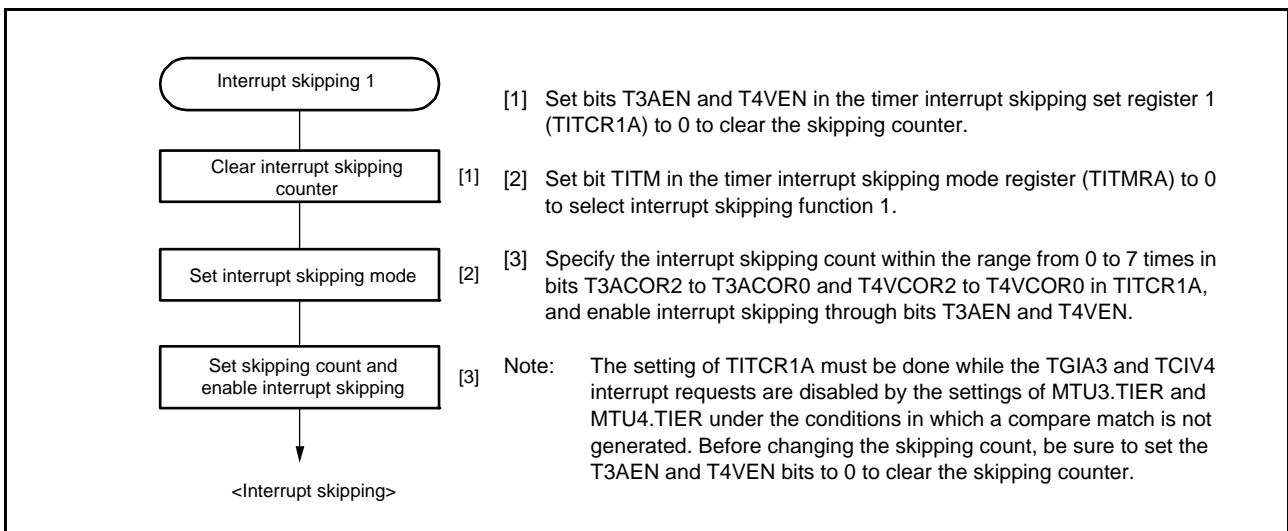 Interrupt skipping 1
Clear interrupt skipping
counter
[1]
Set interrupt skipping mode
[2]
Set skipping count and
enable interrupt skipping
[3]
<Interrupt skipping>
[1] Set bits T3AEN and T4VEN in the timer interrupt skipping set register 1
(TITCR1A) to 0 to clear the skipping counter.
[2] Set bit TITM in the timer interrupt skipping mode register (TITMRA) to 0
to select interrupt skipping function 1.
[3] Specify the interrupt skipping count within the range from 0 to 7 times in
bits T3ACOR2 to T3ACOR0 and T4VCOR2 to T4VCOR0 in TITCR1A,
and enable interrupt skipping through bits T3AEN and T4VEN.
Note: The setting of TITCR1A must be done while the TGIA3 and TCIV4
interrupt requests are disabled by the settings of MTU3.TIER and
MTU4.TIER under the conditions in which a compare match is not
generated. Before changing the skipping count, be sure to set the
T3AEN and T4VEN bits to 0 to clear the skipping counter.